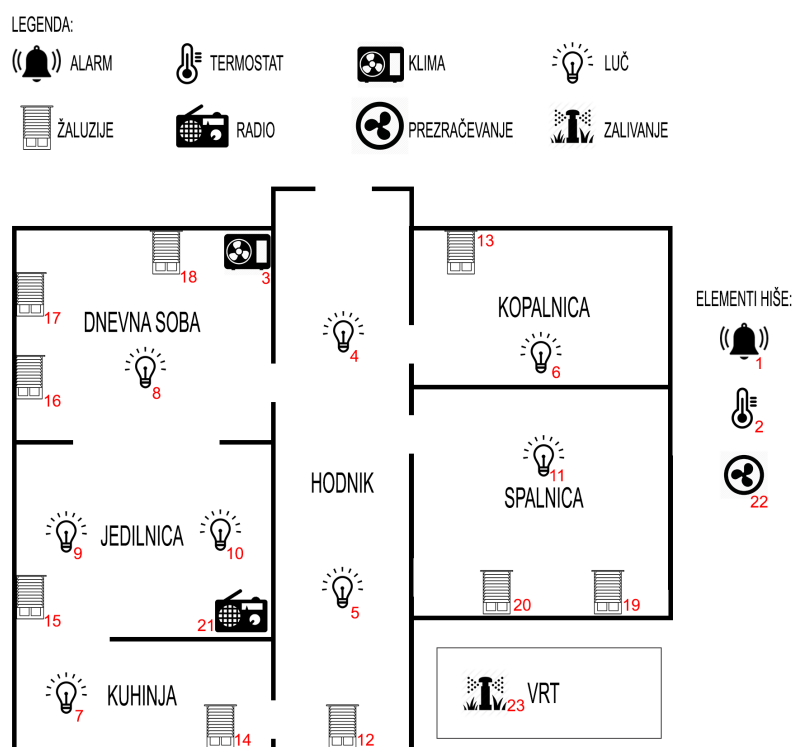 LEGENDA:
ALARM
TERMOSTAT
KLIMA
LUČ
ŽALUZIJE
RADIO
PREZRAČEVANJE
ZALIVANJE
18
3
13
17
DNEVNA SOBA
KOPALNICA
ELEMENTI HIŠE:
4
1
6
16
8
2
11
HODNIK
SPALNICA
22
9
JEDILNICA
10
15
21
5
20
19
KUHINJA
7
23
VRT
14
12